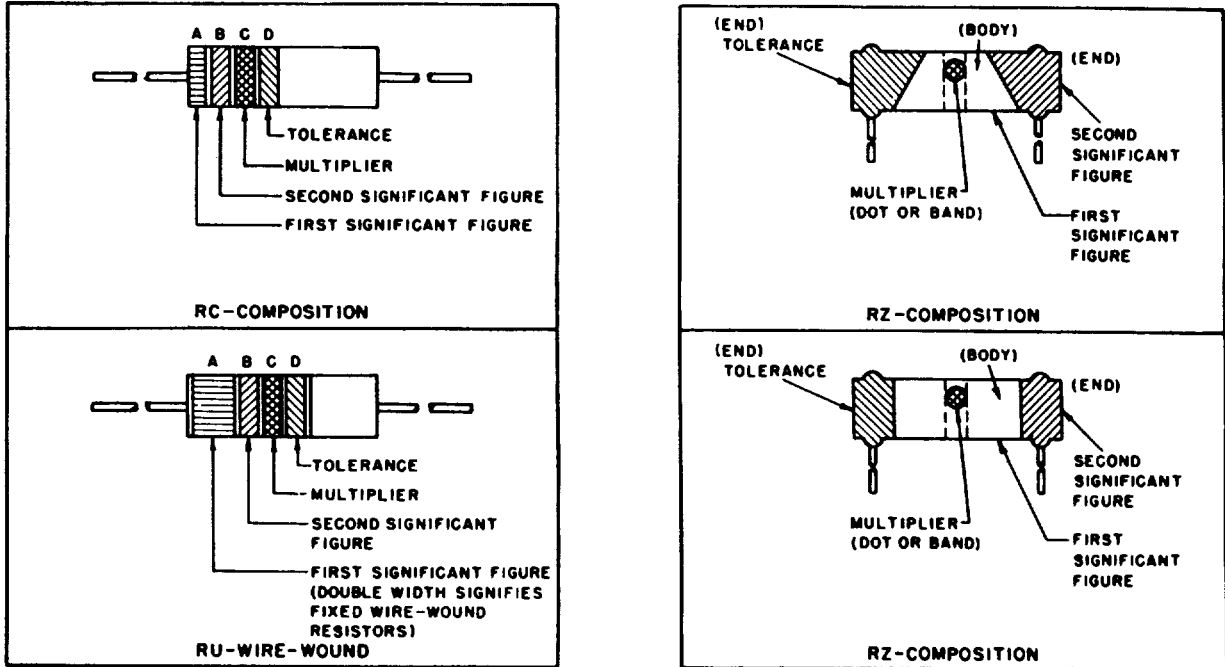 A B C D
TOLERANCE
MULTIPLIER
SECOND SIGNIFICANT FIGURE
FIRST SIGNIFICANT FIGURE
RC-COMPOSITION
(END)
TOLERANCE
(BODY)
(END)
SECOND
SIGNIFICANT
FIGURE
MULTIPLIER
(DOT OR BAND)
FIRST
SIGNIFICANT
FIGURE
RZ-COMPOSITION
A B C D
TOLERANCE
MULTIPLIER
SECOND SIGNIFICANT
FIGURE
FIRST SIGNIFICANT FIGURE
(DOUBLE WIDTH SIGNIFIES
FIXED WIRE-WOUND
RESISTORS)
RU-WIRE-WOUND
(END)
TOLERANCE
(BODY)
(END)
SECOND
SIGNIFICANT
FIGURE
MULTIPLIER
(DOT OR BAND)
FIRST
SIGNIFICANT
FIGURE
RZ-COMPOSITION